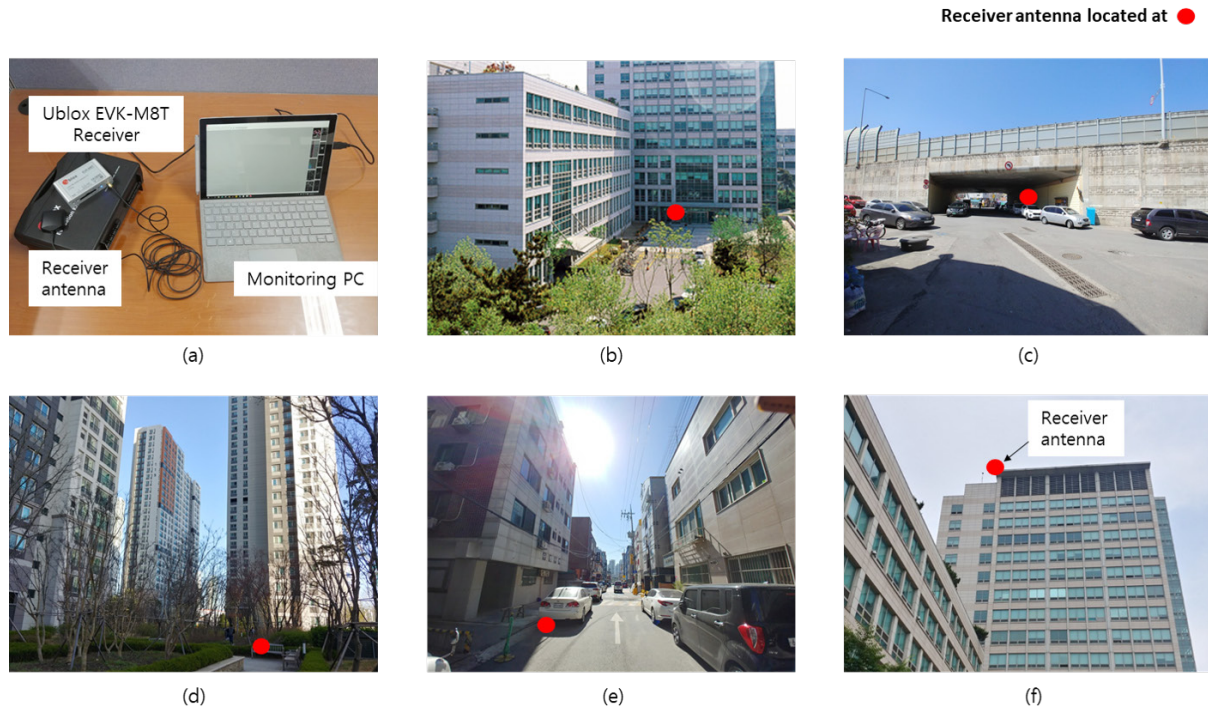 Receiver antenna located at
Ublox EVK-M8T
Receiver
Receiver
antenna
Monitoring PC
(a)
(b)
(c)
Receiver
antenna
(d)
(e)
(f)